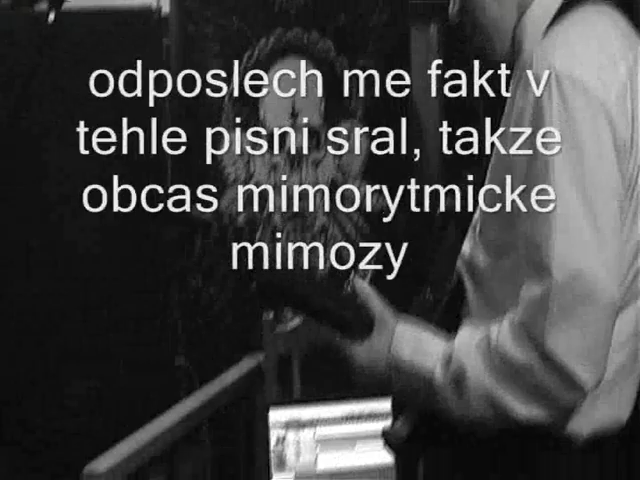 odposlech me fakt v
tehle pisni sral, takze
obcas mimorytmicke
mimozy